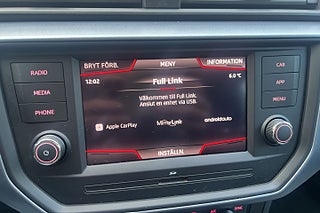 BRYT FÖRB. MENY INFORMATION
RADIO
MEDIA
PHONE
12:02 Full Link 6.0 °C
Välkommen till Full Link.
Anslut en enhet via USB.
Apple CarPlay MirrorLink androidauto
INSTÄLLN.
CAR
APP
MENU